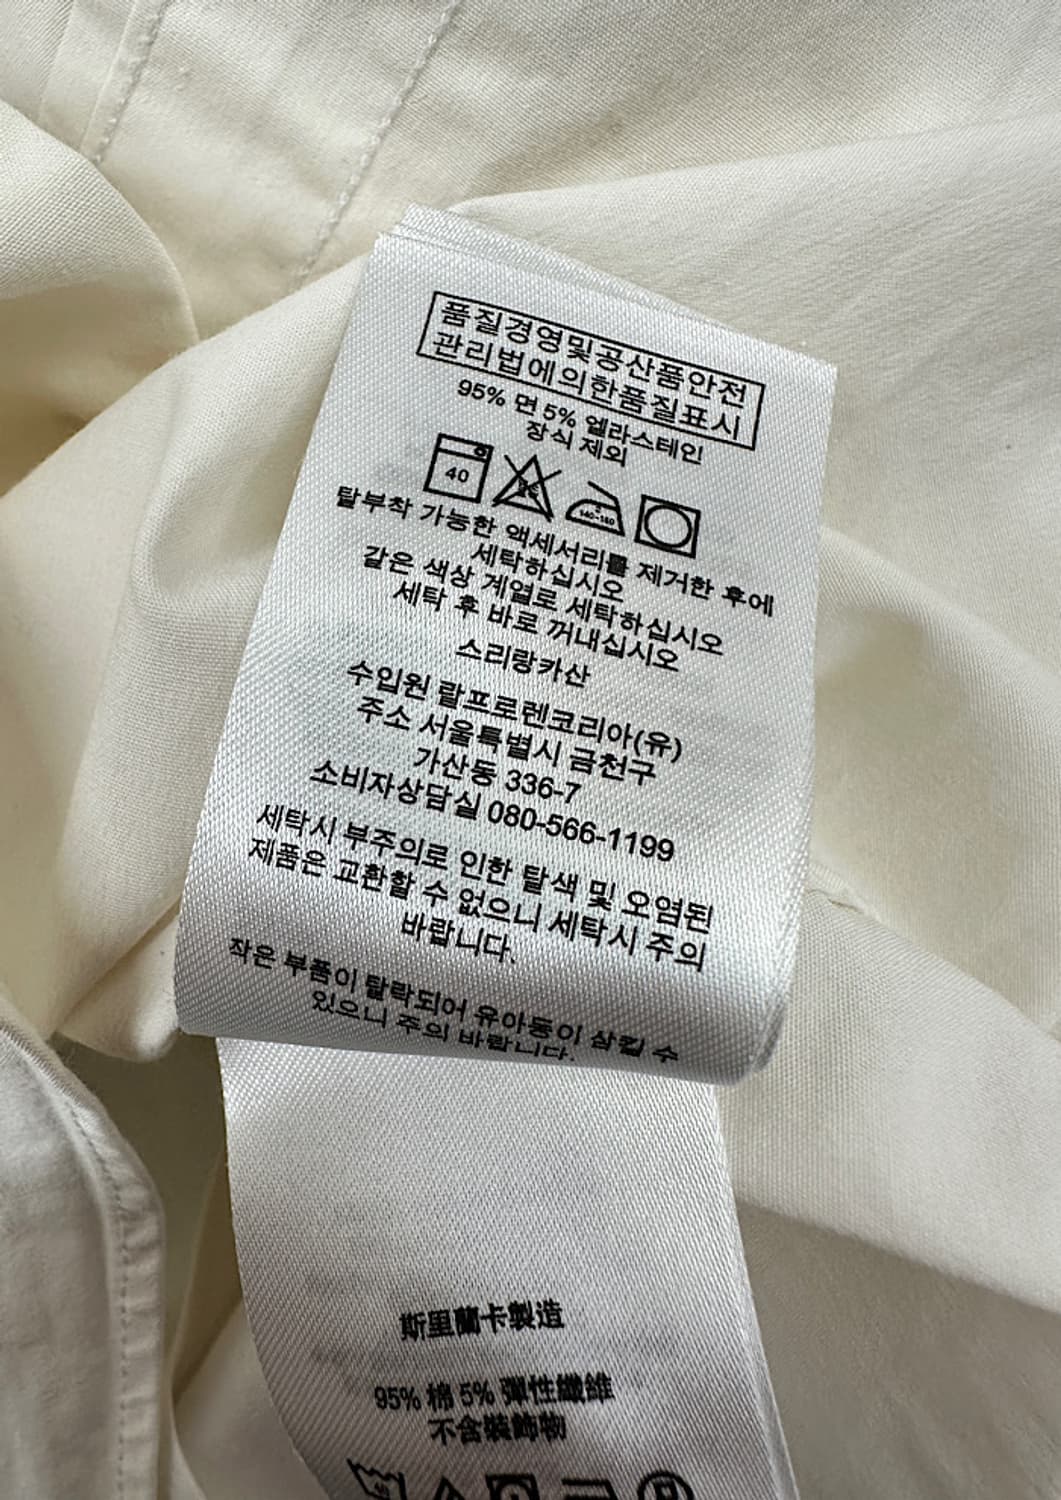 품질경영및공산품안전
관리법에의한품질표시
95% 면 5% 엘라스테인
장식 제외
40
140~160
탈부착 가능한 액세서리를 제거한 후에
세탁하십시오
같은 색상 계열로 세탁하십시오
세탁 후 바로 꺼내십시오
스리랑카산
수입원 랄프로렌코리아(유)
주소 서울특별시 금천구
가산동 336-7
소비자상담실 080-566-1199
세탁시 부주의로 인한 탈색 및 오염된
제품은 교환할 수 없으니 세탁시 주의
바랍니다.
작은 부품이 탈락되어 유아동이 삼킬 수
있으니 주의 바랍니다.
斯里蘭卡製造
95% 棉 5% 彈性纖維
不含裝飾物